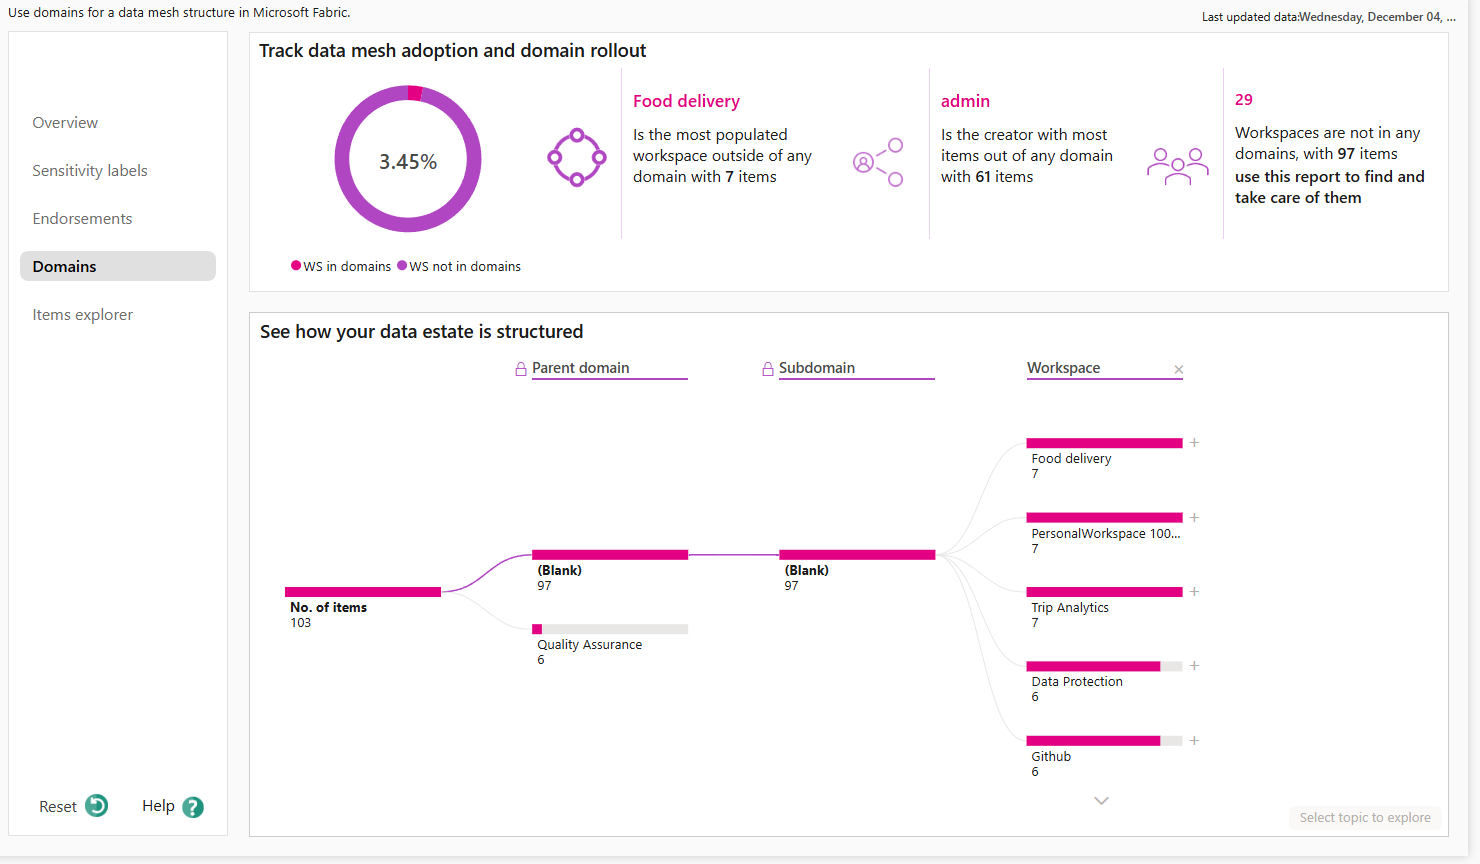 Use domains for a data mesh structure in Microsoft Fabric.
Last updated data:Wednesday, December 04, ...
Overview
Sensitivity labels
Endorsements
Domains
Items explorer
Reset
Help
?
Track data mesh adoption and domain rollout
3.45%
WS in domains
WS not in domains
Food delivery
Is the most populated
workspace outside of any
domain with 7 items
admin
Is the creator with most
items out of any domain
with 61 items
29
Workspaces are not in any
domains, with 97 items
use this report to find and
take care of them
See how your data estate is structured
Parent domain
Subdomain
Workspace
No. of items
103
(Blank)
97
Quality Assurance
6
(Blank)
97
Food delivery
7
PersonalWorkspace 100...
7
Trip Analytics
7
Data Protection
6
Github
6
Select topic to explore